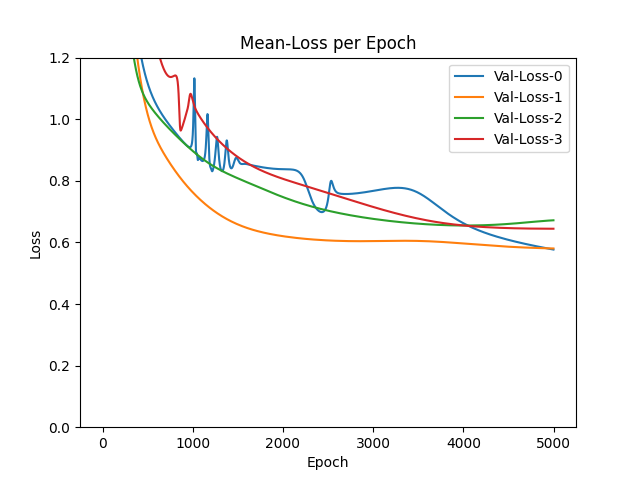 Mean-Loss per Epoch
Val-Loss-0
Val-Loss-1
Val-Loss-2
Val-Loss-3
1.2
1.0
0.8
0.6
0.4
0.2
0.0
Loss
0 1000 2000 3000 4000 5000
Epoch